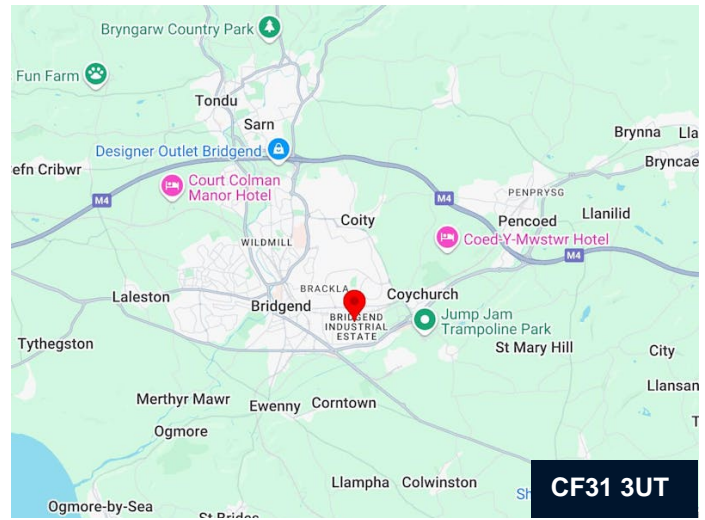 Bryngarw Country Park
Fun Farm
Tondu
Sarn
Brynna
Lla
Designer Outlet Bridgend
Bryncae
efn Cribwr
M4
Court Colman
Manor Hotel
M4
PENPRYSG
Llanilid
Pencoed
Coity
WILDMILL
Coed-Y-Mwstwr Hotel
M4
BRACKLA
Coychurch
Laleston
Bridgend
BRIDGEND
INDUSTRIAL
ESTATE
Jump Jam
Trampoline Park
Tythegston
St Mary Hill
City
Llansan
Merthyr Mawr
Ewenny
Corntown
Ogmore
Llampha
Colwinston
CF31 3UT
Ogmore-by-Sea
St Brides